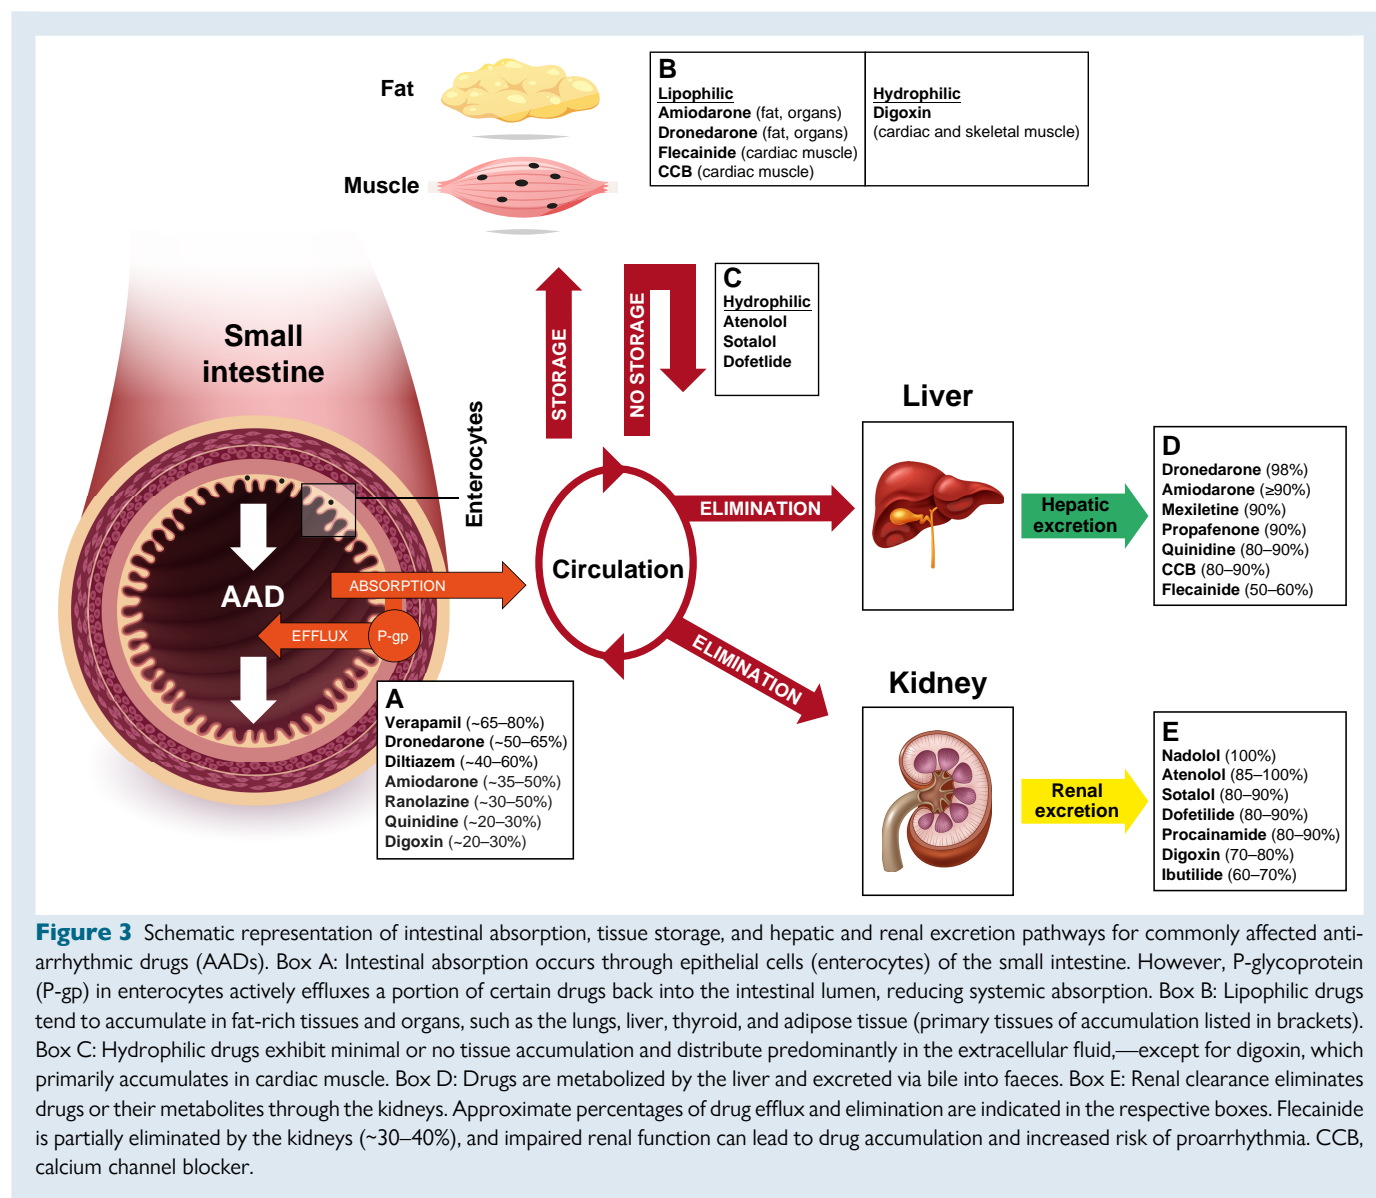 Fat
Muscle
B
Lipophilic
Amiodarone (fat, organs)
Dronedarone (fat, organs)
Flecainide (cardiac muscle)
CCB (cardiac muscle)
Hydrophilic
Digoxin
(cardiac and skeletal muscle)
STORAGE
NO STORAGE
C
Hydrophilic
Atenolol
Sotalol
Dofetlide
Small
intestine
Enterocytes
AAD
ABSORPTION
EFFLUX
P-gp
Circulation
ELIMINATION
ELIMINATION
A
Verapamil (~65–80%)
Dronedarone (~50–65%)
Diltiazem (~40–60%)
Amiodarone (~35–50%)
Ranolazine (~30–50%)
Quinidine (~20–30%)
Digoxin (~20–30%)
Liver
Hepatic
excretion
D
Dronedarone (98%)
Amiodarone (≥90%)
Mexiletine (90%)
Propafenone (90%)
Quinidine (80–90%)
CCB (80–90%)
Flecainide (50–60%)
Kidney
Renal
excretion
E
Nadolol (100%)
Atenolol (85–100%)
Sotalol (80–90%)
Dofetilide (80–90%)
Procainamide (80–90%)
Digoxin (70–80%)
Ibutilide (60–70%)
Figure 3 Schematic representation of intestinal absorption, tissue storage, and hepatic and renal excretion pathways for commonly affected anti-
arrhythmic drugs (AADs). Box A: Intestinal absorption occurs through epithelial cells (enterocytes) of the small intestine. However, P-glycoprotein
(P-gp) in enterocytes actively effluxes a portion of certain drugs back into the intestinal lumen, reducing systemic absorption. Box B: Lipophilic drugs
tend to accumulate in fat-rich tissues and organs, such as the lungs, liver, thyroid, and adipose tissue (primary tissues of accumulation listed in brackets).
Box C: Hydrophilic drugs exhibit minimal or no tissue accumulation and distribute predominantly in the extracellular fluid,—except for digoxin, which
primarily accumulates in cardiac muscle. Box D: Drugs are metabolized by the liver and excreted via bile into faeces. Box E: Renal clearance eliminates
drugs or their metabolites through the kidneys. Approximate percentages of drug efflux and elimination are indicated in the respective boxes. Flecainide
is partially eliminated by the kidneys (~30–40%), and impaired renal function can lead to drug accumulation and increased risk of proarrhythmia. CCB,
calcium channel blocker.